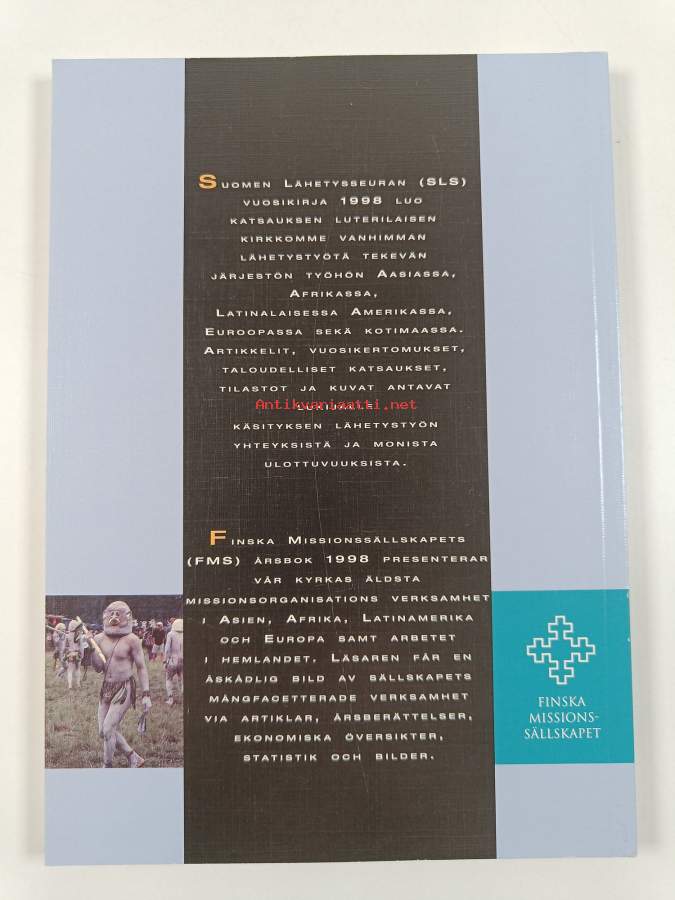 SUOMEN LÄHETYSSEURAN (SLS)
VUOSIKIRJA 1998 LUO
KATSAUKSEN LUTERILAISEN
KIRKKOMME VANHIMMAN
LÄHETYSTYÖTÄ TEKEVÄN
JÄRJESTÖN TYÖHÖN AASIASSA,
AFRIKASSA,
LATINALAISESSA AMERIKASSA,
EUROOPASSA SEKÄ KOTIMAASSA.
ARTIKKELIT, VUOSIKERTOMUKSET,
TALOUDELLISET KATSAUKSET,
TILASTOT JA KUVAT ANTAVAT
Antikvariaatti.net
KÄSITYKSEN LÄHETYSTYÖN
YHTEYKSISTÄ JA MONISTA
ULOTTUVUUKSISTA.
FINSKA MISSIONSSÄLLSKAPETS
(FMS) ÅRSBOK 1998 PRESENTERAR
VÅR KYRKAS ÄLDSTA
MISSIONSORGANISATIONS VERKSAMHET
I ASIEN, AFRIKA, LATINAMERIKA
OCH EUROPA SAMT ARBETET
I HEMLANDET. LÄSAREN FÅR EN
ÅSKÅDLIG BILD AV SÄLLSKAPETS
MÅNGFACETTERADE VERKSAMHET
VIA ARTIKLAR, ÅRSBERÄTTELSER,
EKONOMISKA ÖVERSIKTER,
STATISTIK OCH BILDER.
FINSKA
MISSIONS-
SÄLLSKAPET